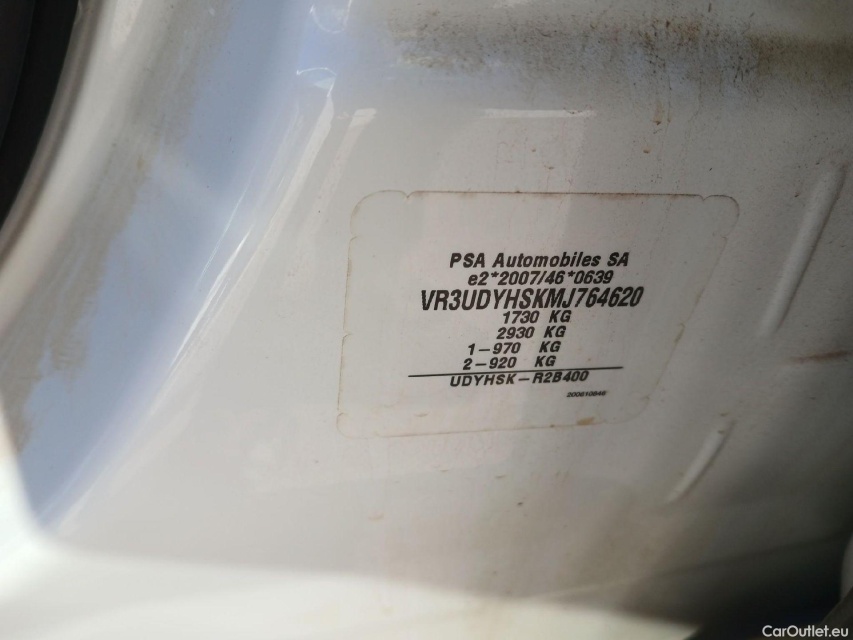 PSA Automobiles SA
e2*2007/46*0639
VR3UDYHSKMJ764620
1730 KG
2930 KG
1-970 KG
2-920 KG
UDYHSK-R2B400
CarOutlet.eu